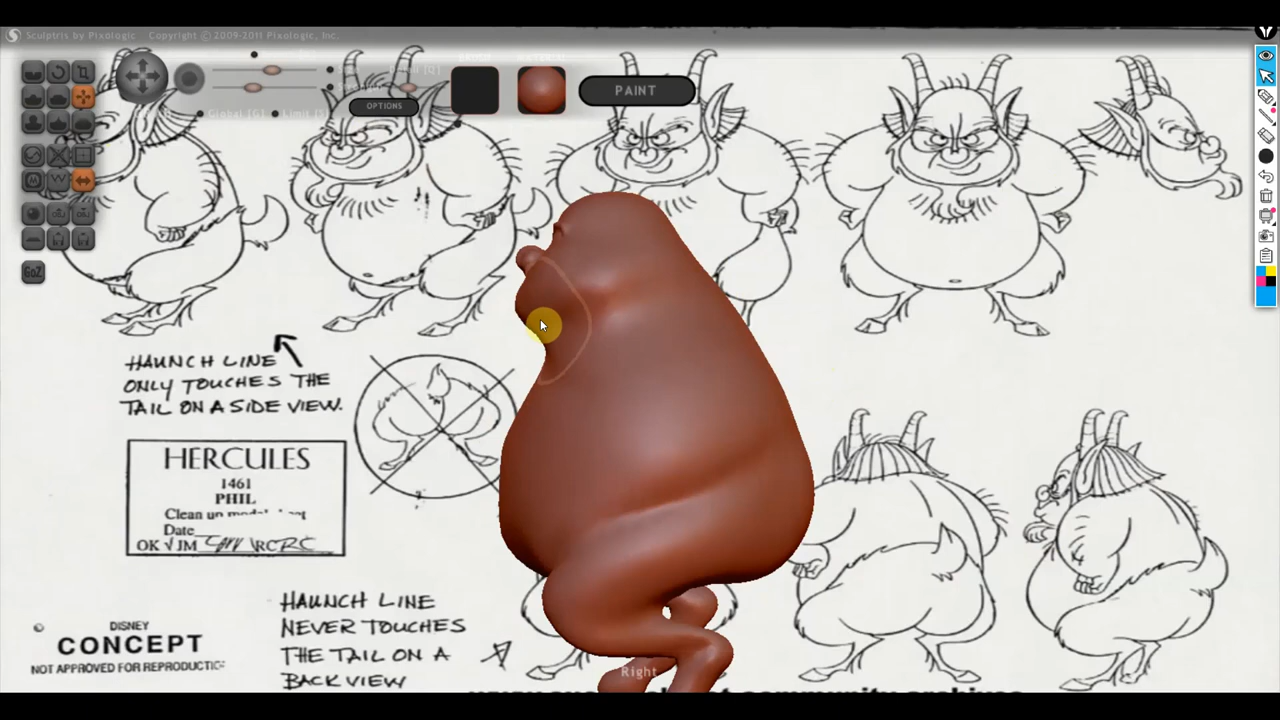 Sculptris by Pixologic Copyright © 2009-2011 Pixologic, Inc.
OPTIONS
PAINT
GoZ
HAUNCH LINE
ONLY TOUCHES THE
TAIL ON A SIDE VIEW.
HERCULES
1461
PHIL
Clean up
Date
OK √ JM
HAUNCH LINE
NEVER TOUCHES
THE TAIL ON A
BACK VIEW
DISNEY
CONCEPT
NOT APPROVED FOR REPRODUCTION
Right